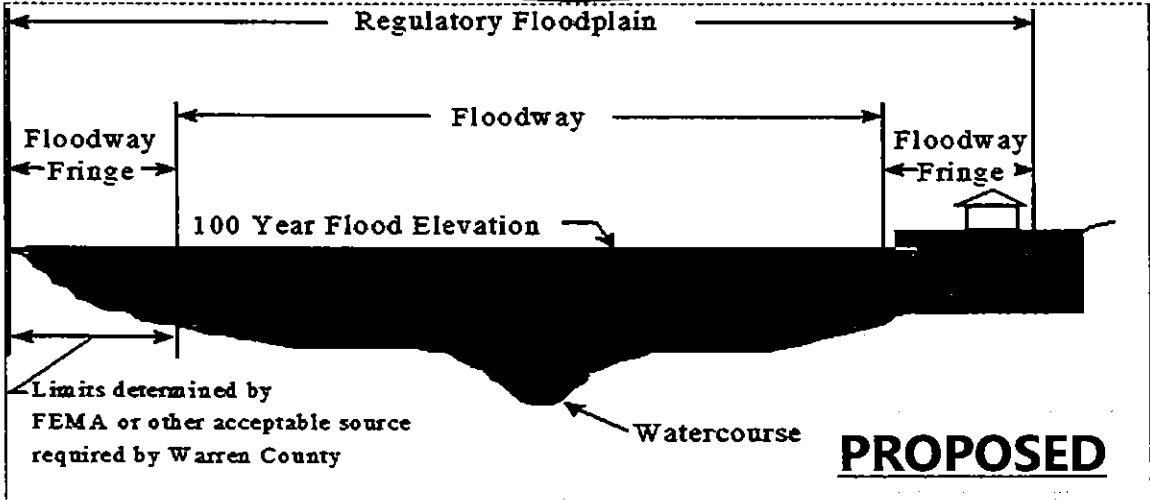 Regulatory Floodplain
Floodway
Floodway
Fringe
Floodway
Fringe
100 Year Flood Elevation
Limits determined by
FEMA or other acceptable source
required by Warren County
Watercourse
PROPOSED